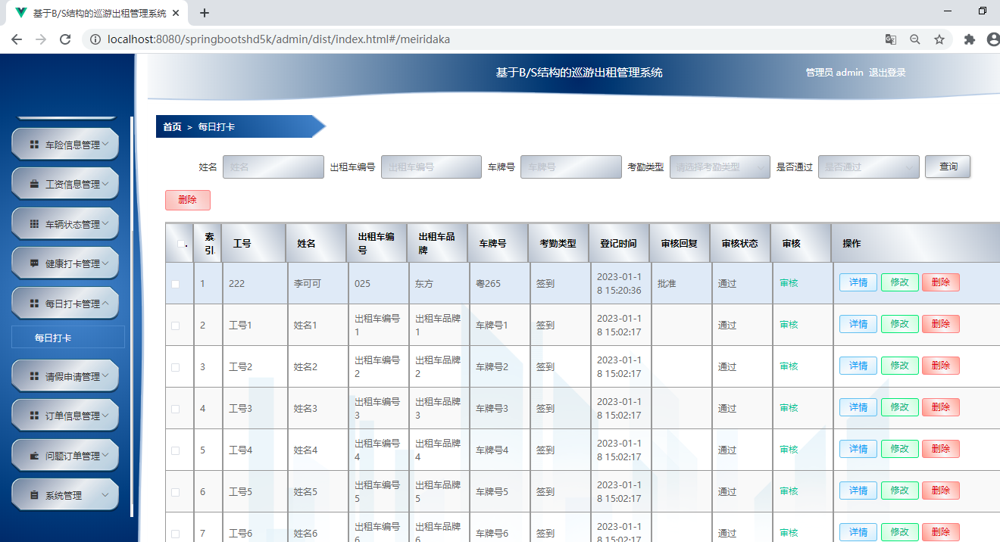 基于B/S结构的巡游出租管理系统
localhost:8080/springbootshd5k/admin/dist/index.html#/meiridaka
基于B/S结构的巡游出租管理系统
管理员 admin 退出登录
车险信息管理
工资信息管理
车辆状态管理
健康打卡管理
每日打卡管理
每日打卡
请假申请管理
订单信息管理
问题订单管理
系统管理
首页 > 每日打卡
姓名 姓名 出租车编号 出租车编号 车牌号 车牌号 考勤类型 请选择考勤类型 是否通过 是否通过 查询
删除
索引 工号 姓名 出租车编号 出租车品牌 车牌号 考勤类型 登记时间 审核回复 审核状态 审核 操作
1 222 李可可 025 东方 粤265 签到 2023-01-18 15:20:36 批准 通过 审核 详情 修改 删除
2 工号1 姓名1 出租车编号1 出租车品牌1 车牌号1 签到 2023-01-18 15:02:17 通过 审核 详情 修改 删除
3 工号2 姓名2 出租车编号2 出租车品牌2 车牌号2 签到 2023-01-18 15:02:17 通过 审核 详情 修改 删除
4 工号3 姓名3 出租车编号3 出租车品牌3 车牌号3 签到 2023-01-18 15:02:17 通过 审核 详情 修改 删除
5 工号4 姓名4 出租车编号4 出租车品牌4 车牌号4 签到 2023-01-18 15:02:17 通过 审核 详情 修改 删除
6 工号5 姓名5 出租车编号5 出租车品牌5 车牌号5 签到 2023-01-18 15:02:17 通过 审核 详情 修改 删除
7 工号6 姓名6 出租车编号6 出租车品牌6 车牌号6 签到 2023-01-18 15:02:17 通过 审核 详情 修改 删除